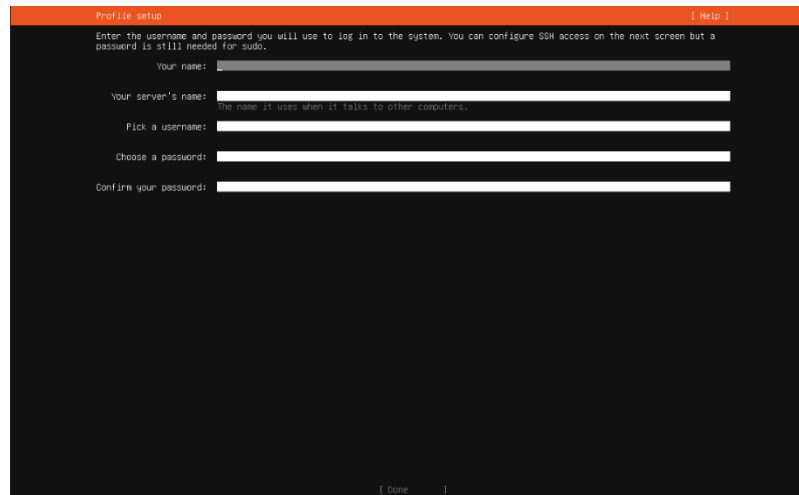 Profile setup [ Help ]
Enter the username and password you will use to log in to the system. You can configure SSH access on the next screen but a
password is still needed for sudo.
Your name:
Your server's name:
The name it uses when it talks to other computers.
Pick a username:
Choose a password:
Confirm your password:
[ Done ]